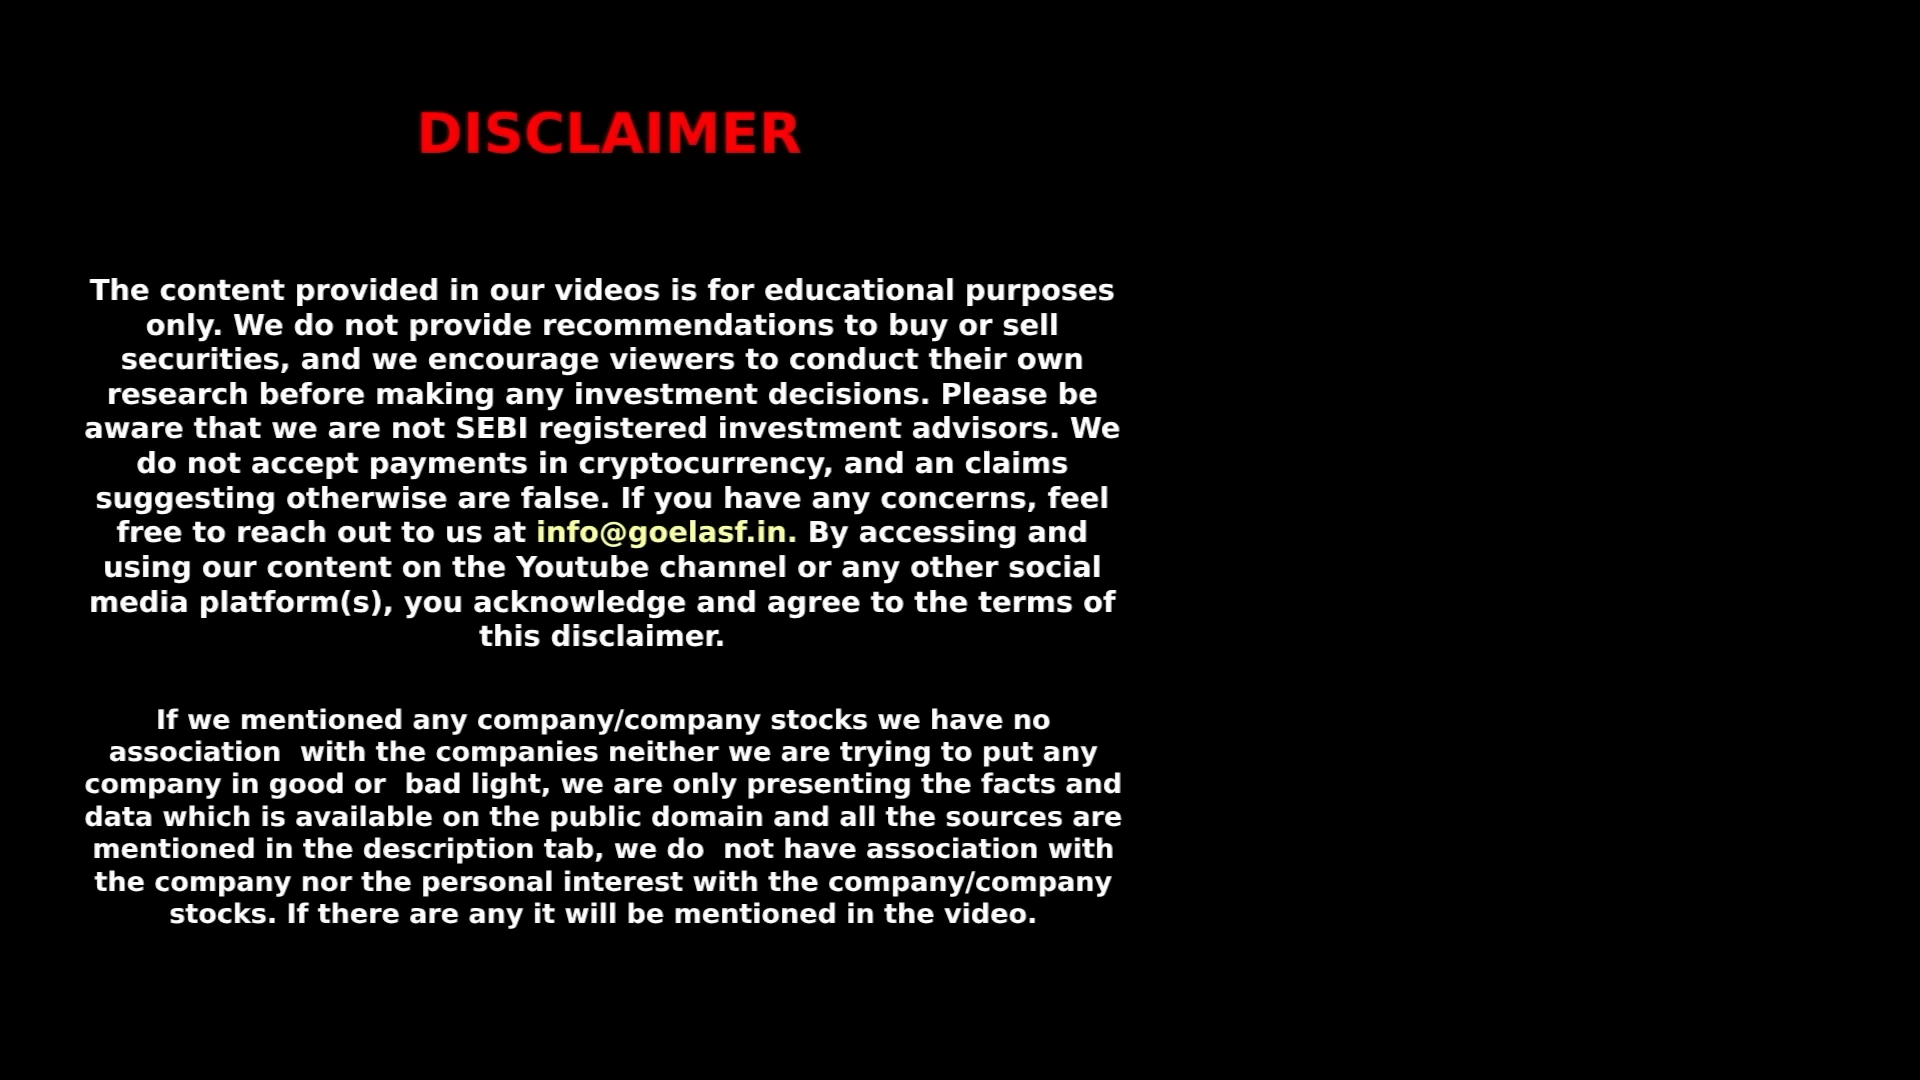 DISCLAIMER
The content provided in our videos is for educational purposes
only. We do not provide recommendations to buy or sell
securities, and we encourage viewers to conduct their own
research before making any investment decisions. Please be
aware that we are not SEBI registered investment advisors. We
do not accept payments in cryptocurrency, and an claims
suggesting otherwise are false. If you have any concerns, feel
free to reach out to us at info@goelasf.in. By accessing and
using our content on the Youtube channel or any other social
media platform(s), you acknowledge and agree to the terms of
this disclaimer.
If we mentioned any company/company stocks we have no
association  with the companies neither we are trying to put any
company in good or  bad light, we are only presenting the facts and
data which is available on the public domain and all the sources are
mentioned in the description tab, we do  not have association with
the company nor the personal interest with the company/company
stocks. If there are any it will be mentioned in the video.